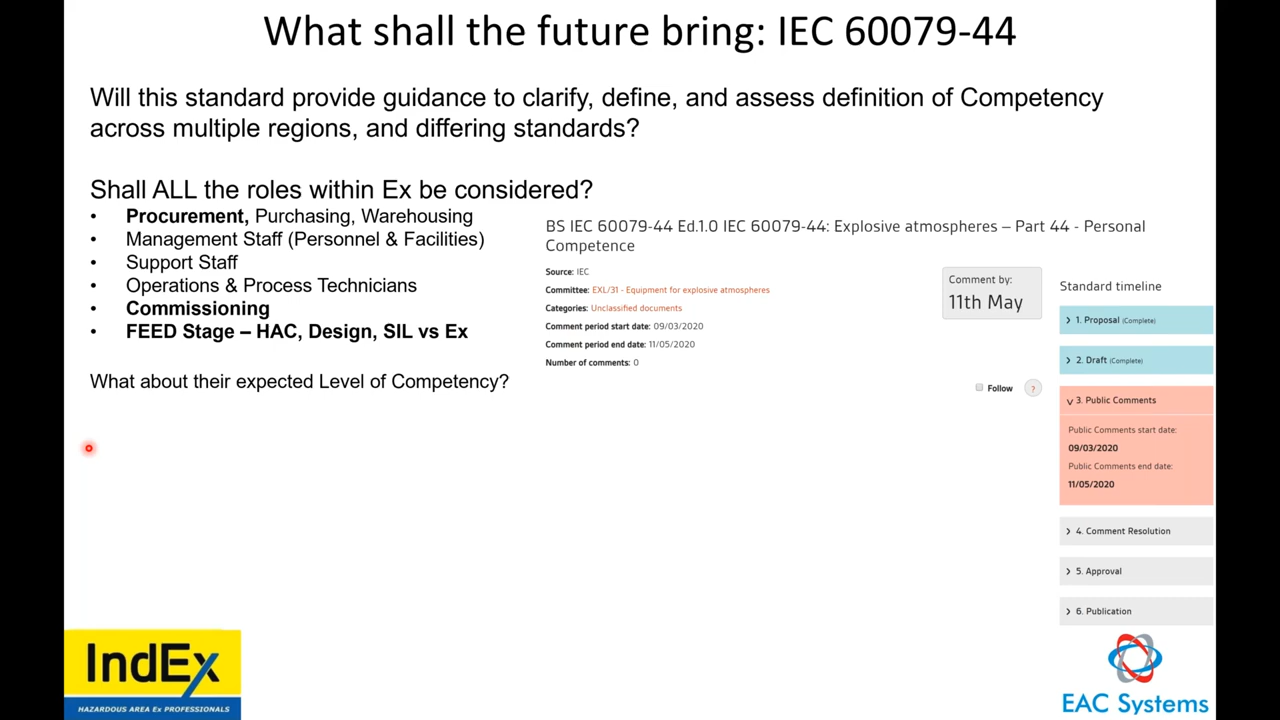 What shall the future bring: IEC 60079-44
Will this standard provide guidance to clarify, define, and assess definition of Competency
across multiple regions, and differing standards?
Shall ALL the roles within Ex be considered?
• Procurement, Purchasing, Warehousing
• Management Staff (Personnel & Facilities)
• Support Staff
• Operations & Process Technicians
• Commissioning
• FEED Stage – HAC, Design, SIL vs Ex
What about their expected Level of Competency?
BS IEC 60079-44 Ed.1.0 IEC 60079-44: Explosive atmospheres – Part 44 - Personal
Competence
Source: IEC
Committee: EXL/31 - Equipment for explosive atmospheres
Categories: Unclassified documents
Comment period start date: 09/03/2020
Comment period end date: 11/05/2020
Number of comments: 0
Comment by:
11th May
Follow ?
Standard timeline
1. Proposal (Complete)
2. Draft (Complete)
3. Public Comments
Public Comments start date:
09/03/2020
Public Comments end date:
11/05/2020
4. Comment Resolution
5. Approval
6. Publication
IndEx
HAZARDOUS AREA Ex PROFESSIONALS
EAC Systems